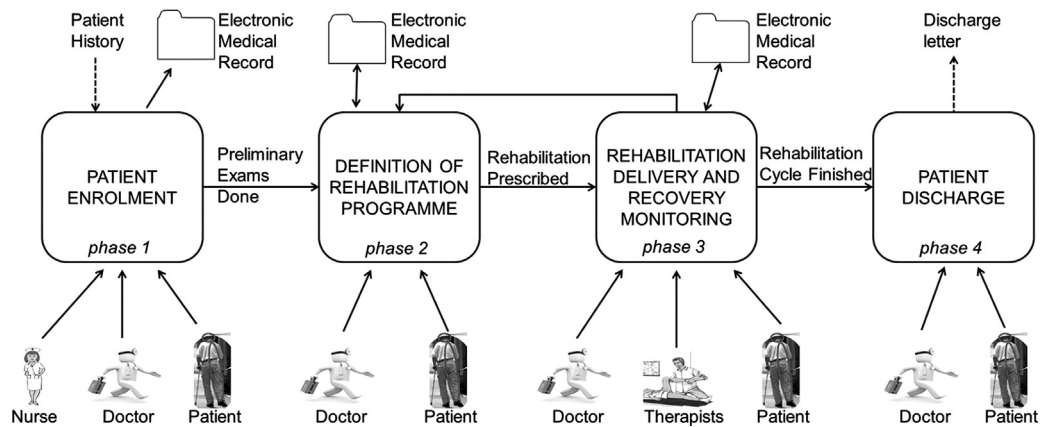 Patient
History
Electronic
Medical
Record
Electronic
Medical
Record
Electronic
Medical
Record
Discharge
letter
PATIENT
ENROLMENT
phase 1
Preliminary
Exams
Done
DEFINITION OF
REHABILITATION
PROGRAMME
phase 2
Rehabilitation
Prescribed
REHABILITATION
DELIVERY AND
RECOVERY
MONITORING
phase 3
Rehabilitation
Cycle Finished
PATIENT
DISCHARGE
phase 4
Nurse
Doctor
Patient
Doctor
Patient
Doctor
Therapists
Patient
Doctor
Patient